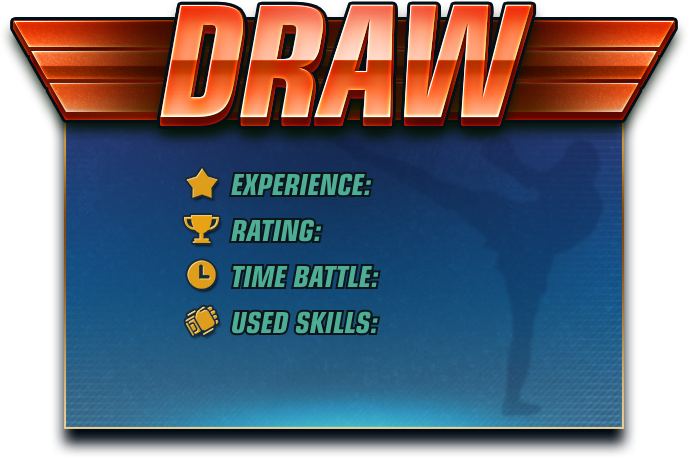 DRAW
EXPERIENCE:
RATING:
TIME BATTLE:
USED SKILLS: